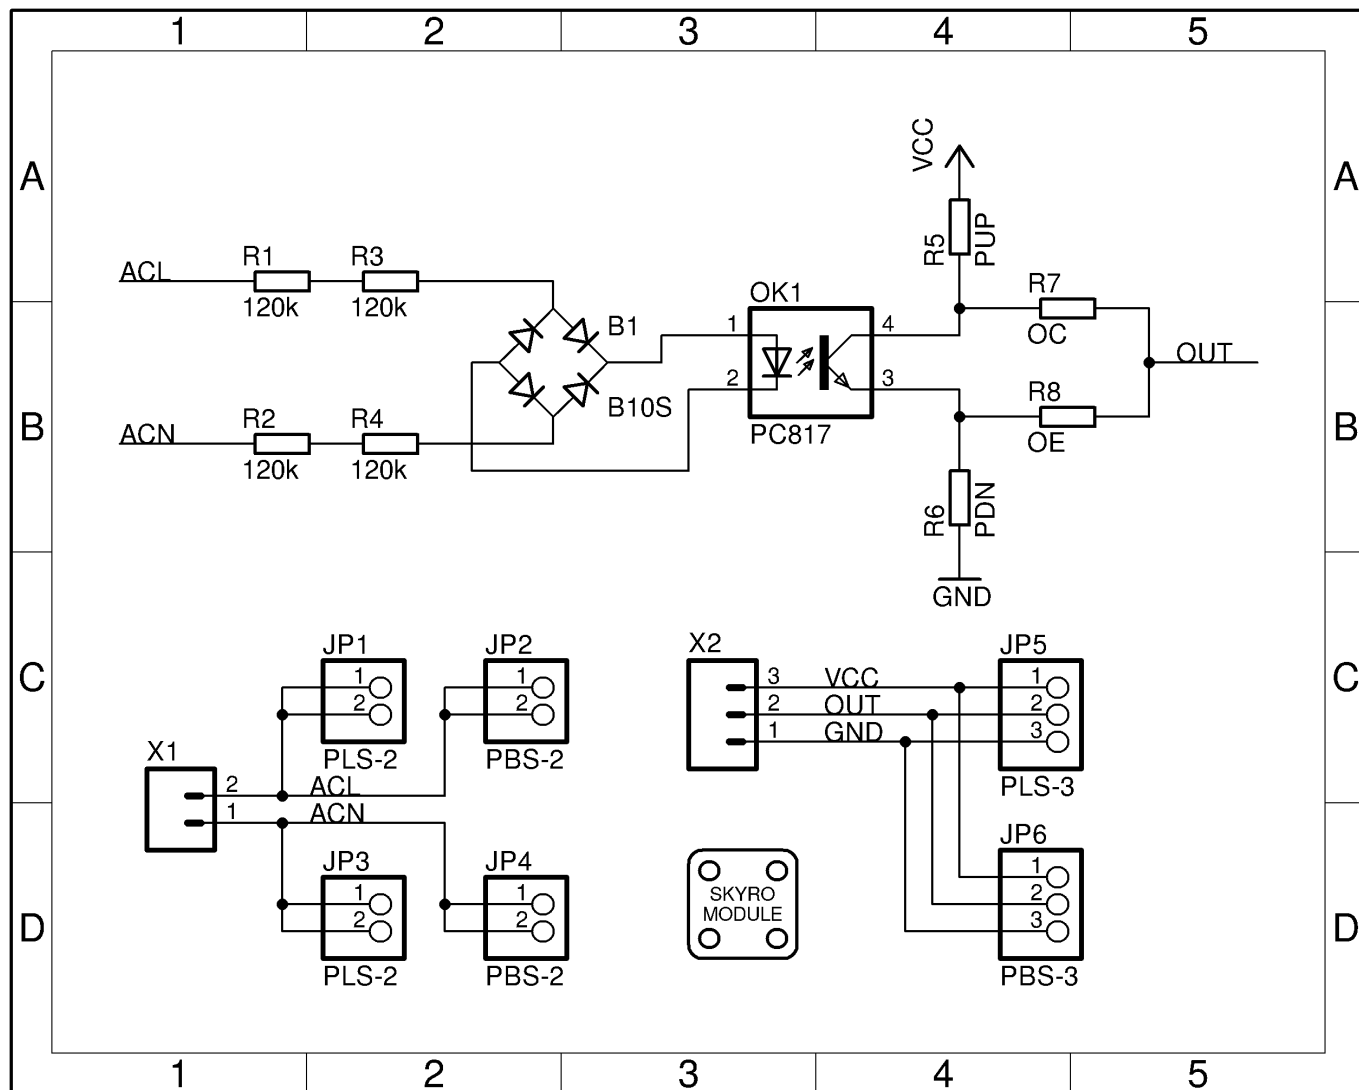 1 2 3 4 5
A A
VCC
R5
PUP
ACL
R1
120k
R3
120k
OK1
R7
OC
B1
B10S
1
2
4
3
PC817
OUT
B B
ACN
R2
120k
R4
120k
R8
OE
R6
PDN
GND
C C
JP1
1
2
PLS-2
JP2
1
2
PBS-2
X2
3 VCC
2 OUT
1 GND
JP5
1
2
3
PLS-3
X1
2 ACL
1 ACN
D D
JP3
1
2
PLS-2
JP4
1
2
PBS-2
SKYRO
MODULE
JP6
1
2
3
PBS-3
1 2 3 4 5